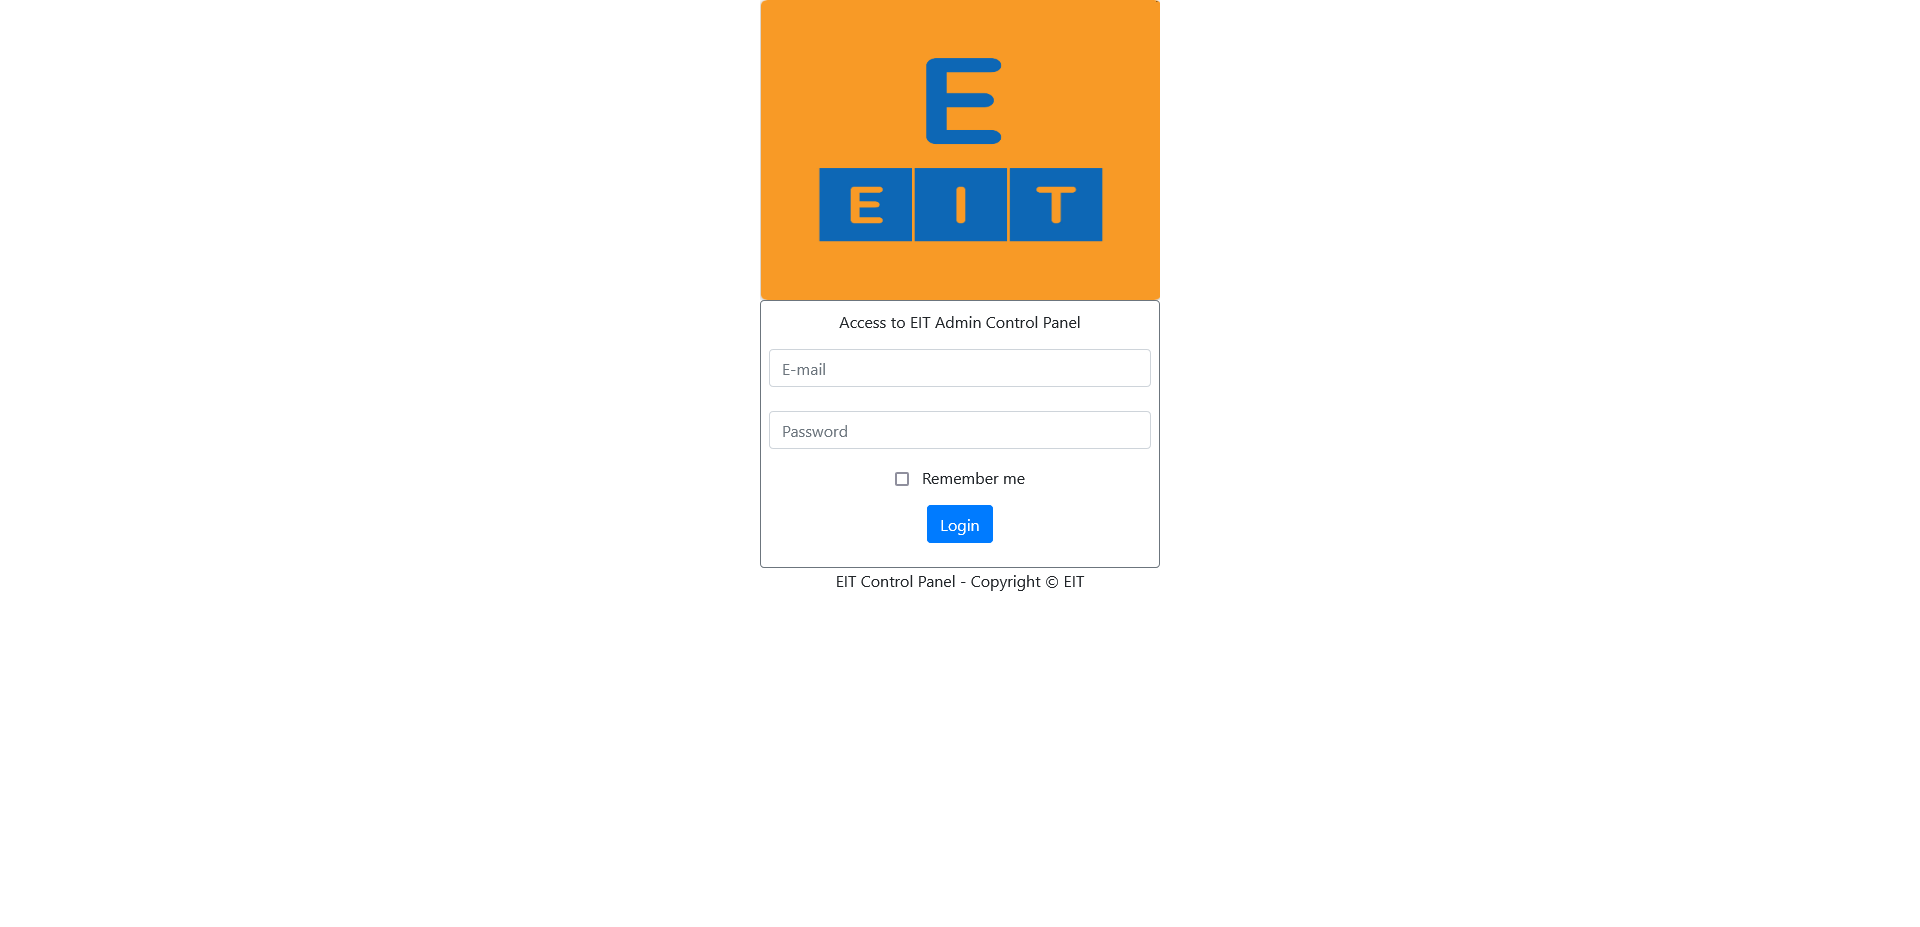 E
E I T
Access to EIT Admin Control Panel
E-mail
Password
Remember me
Login
EIT Control Panel - Copyright © EIT